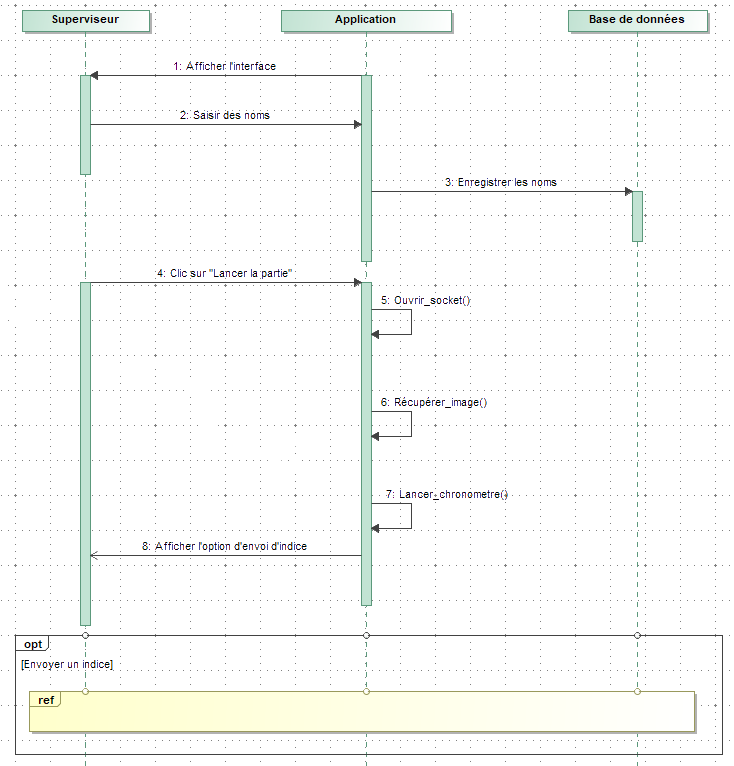 Superviseur
Application
Base de données
1: Afficher l'interface
2: Saisir des noms
3: Enregistrer les noms
4: Clic sur "Lancer la partie"
5: Ouvrir_socket()
6: Récupérer_image()
7: Lancer_chronometre()
8: Afficher l'option d'envoi d'indice
opt
[Envoyer un indice]
ref